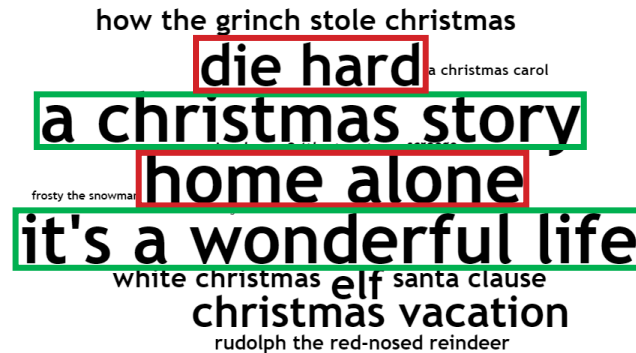 how the grinch stole christmas
die hard
a christmas carol
a christmas story
home alone
frosty the snowman
it's a wonderful life
white christmas
elf
santa clause
christmas vacation
rudolph the red-nosed reindeer